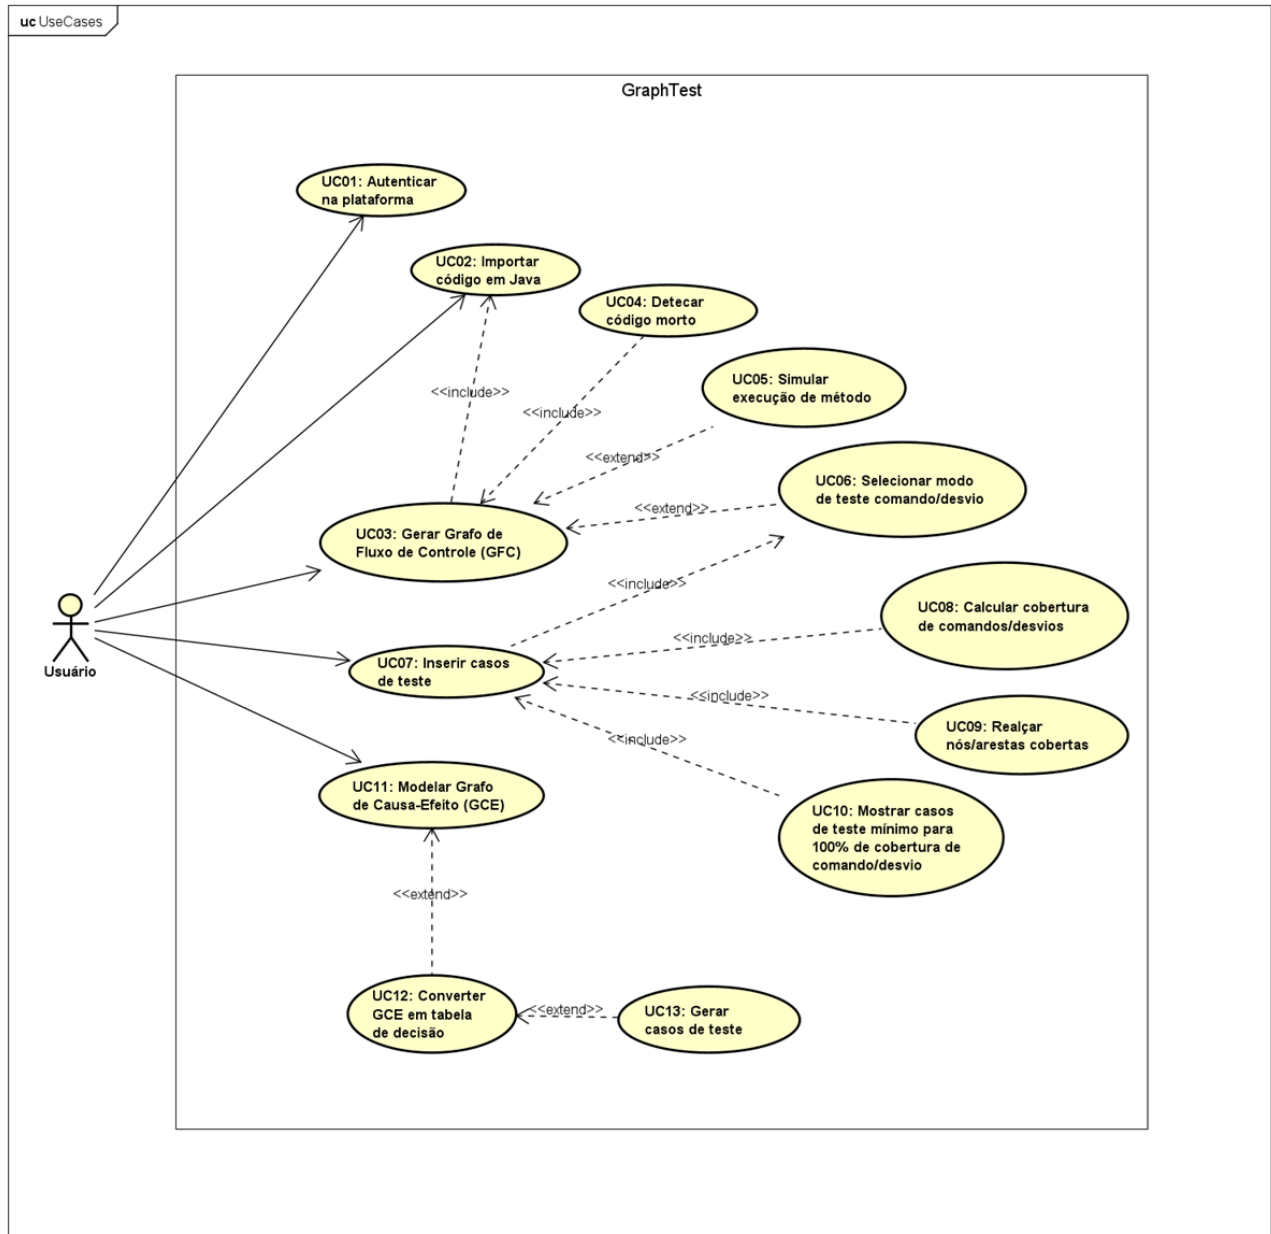 uc UseCases
GraphTest
UC01: Autenticar
na plataforma
UC02: Importar
código em Java
UC04: Detecar
código morto
UC05: Simular
execução de método
<<include>>
<<include>>
<<extend>>
UC06: Selecionar modo
de teste comando/desvio
<<extend>>
UC03: Gerar Grafo de
Fluxo de Controle (GFC)
<<include>>
UC08: Calcular cobertura
de comandos/desvios
<<include>>
Usuário
UC07: Inserir casos
de teste
<<include>>
UC09: Realçar
nós/arestas cobertas
<<include>>
UC11: Modelar Grafo
de Causa-Efeito (GCE)
UC10: Mostrar casos
de teste mínimo para
100% de cobertura de
comando/desvio
<<extend>>
UC12: Converter
GCE em tabela
de decisão
<<extend>>
UC13: Gerar
casos de teste